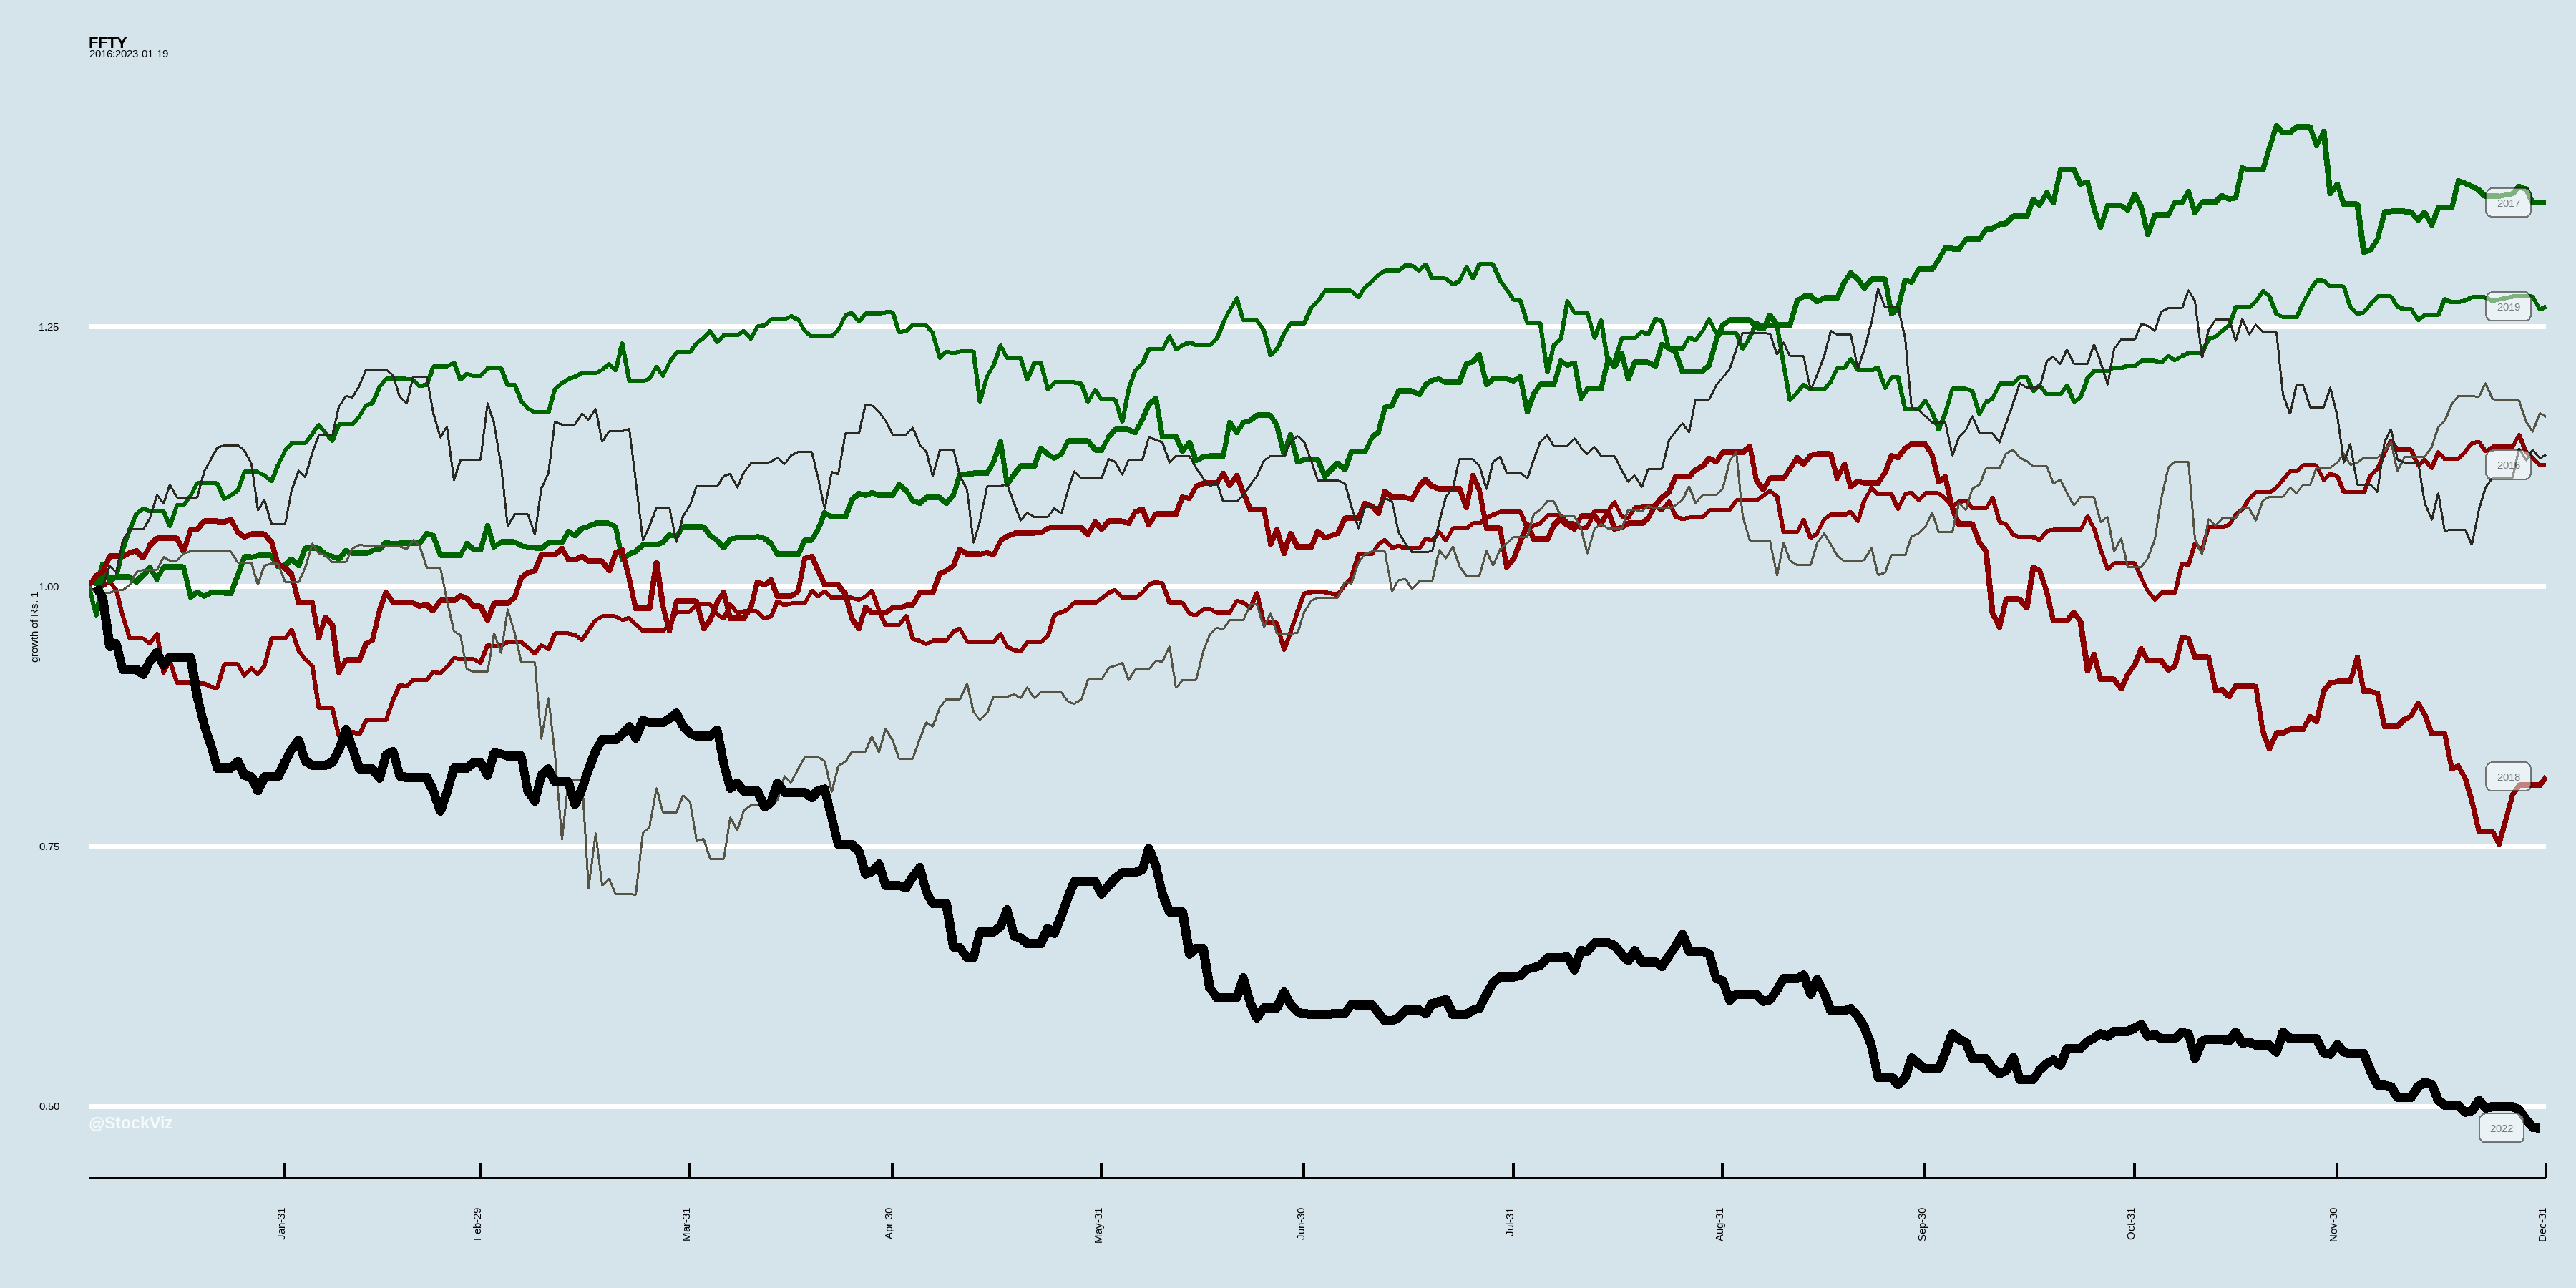 FFTY
2016:2023-01-19
1.25
1.00
0.75
0.50
growth of Rs. 1
2017
2019
2016
2018
2022
@StockViz
Jan-31
Feb-29
Mar-31
Apr-30
May-31
Jun-30
Jul-31
Aug-31
Sep-30
Oct-31
Nov-30
Dec-31